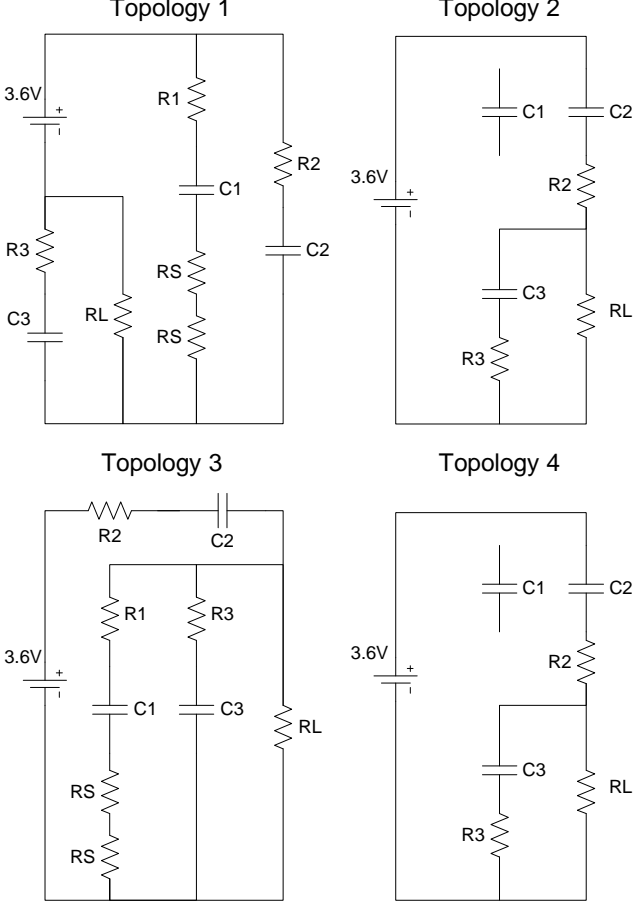 Topology 1
3.6V
+
R1
C1
RS
RS
R2
C2
R3
C3
RL
Topology 2
3.6V
+
C1
C2
R2
C3
R3
RL
Topology 3
R2
C2
3.6V
+
R1
R3
C1
C3
RL
RS
RS
Topology 4
3.6V
+
C1
C2
R2
C3
R3
RL